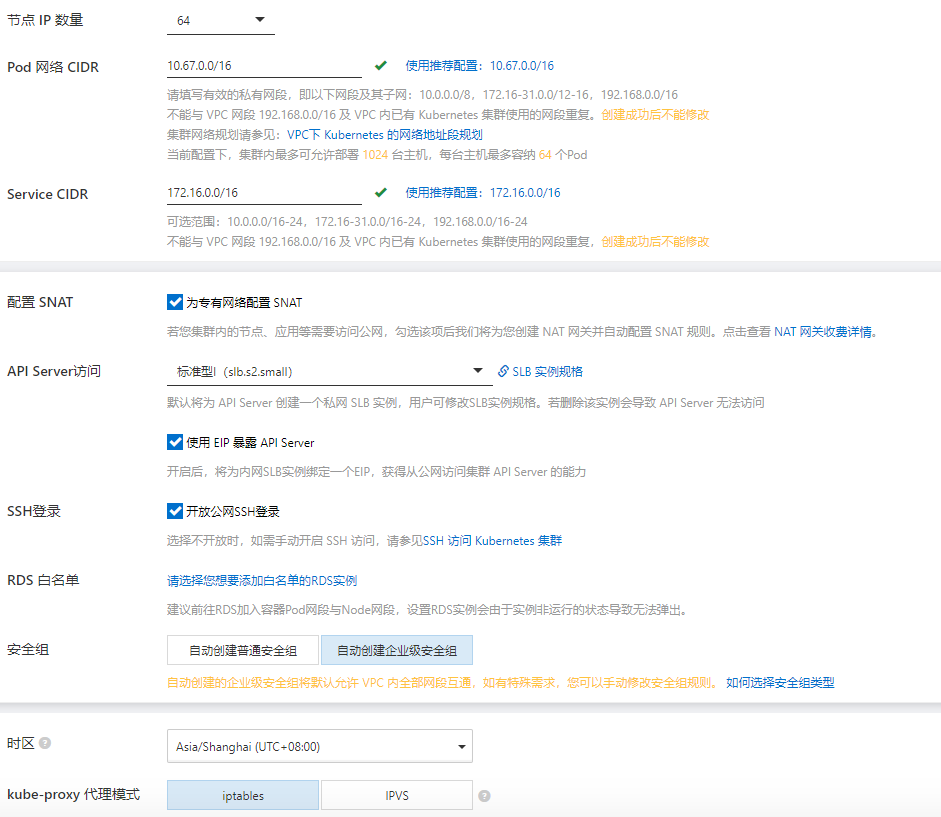 节点 IP 数量
64
Pod 网络 CIDR
10.67.0.0/16
使用推荐配置：10.67.0.0/16
请填写有效的私有网段，即以下网段及其子网：10.0.0.0/8，172.16-31.0.0/12-16，192.168.0.0/16
不能与 VPC 网段 192.168.0.0/16 及 VPC 内已有 Kubernetes 集群使用的网段重复。创建成功后不能修改
集群网络规划请参见：VPC下 Kubernetes 的网络地址段规划
当前配置下，集群内最多可允许部署 1024 台主机，每台主机最多容纳 64 个Pod
Service CIDR
172.16.0.0/16
使用推荐配置：172.16.0.0/16
可选范围：10.0.0.0/16-24，172.16-31.0.0/16-24，192.168.0.0/16-24
不能与 VPC 网段 192.168.0.0/16 及 VPC 内已有 Kubernetes 集群使用的网段重复，创建成功后不能修改
配置 SNAT
为专有网络配置 SNAT
若您集群内的节点、应用等需要访问公网，勾选该项后我们将为您创建 NAT 网关并自动配置 SNAT 规则。点击查看 NAT 网关收费详情。
API Server访问
标准型I（slb.s2.small）
SLB 实例规格
默认将为 API Server 创建一个私网 SLB 实例，用户可修改SLB实例规格。若删除该实例会导致 API Server 无法访问
使用 EIP 暴露 API Server
开启后，将为内网SLB实例绑定一个EIP，获得从公网访问集群 API Server 的能力
SSH登录
开放公网SSH登录
选择不开放时，如需手动开启 SSH 访问，请参见SSH 访问 Kubernetes 集群
RDS 白名单
请选择您想要添加白名单的RDS实例
建议前往RDS加入容器Pod网段与Node网段，设置RDS实例会由于实例非运行的状态导致无法弹出。
安全组
自动创建普通安全组
自动创建企业级安全组
自动创建的企业级安全组将默认允许 VPC 内全部网段互通，如有特殊需求，您可以手动修改安全组规则。 如何选择安全组类型
时区
Asia/Shanghai (UTC+08:00)
kube-proxy 代理模式
iptables
IPVS